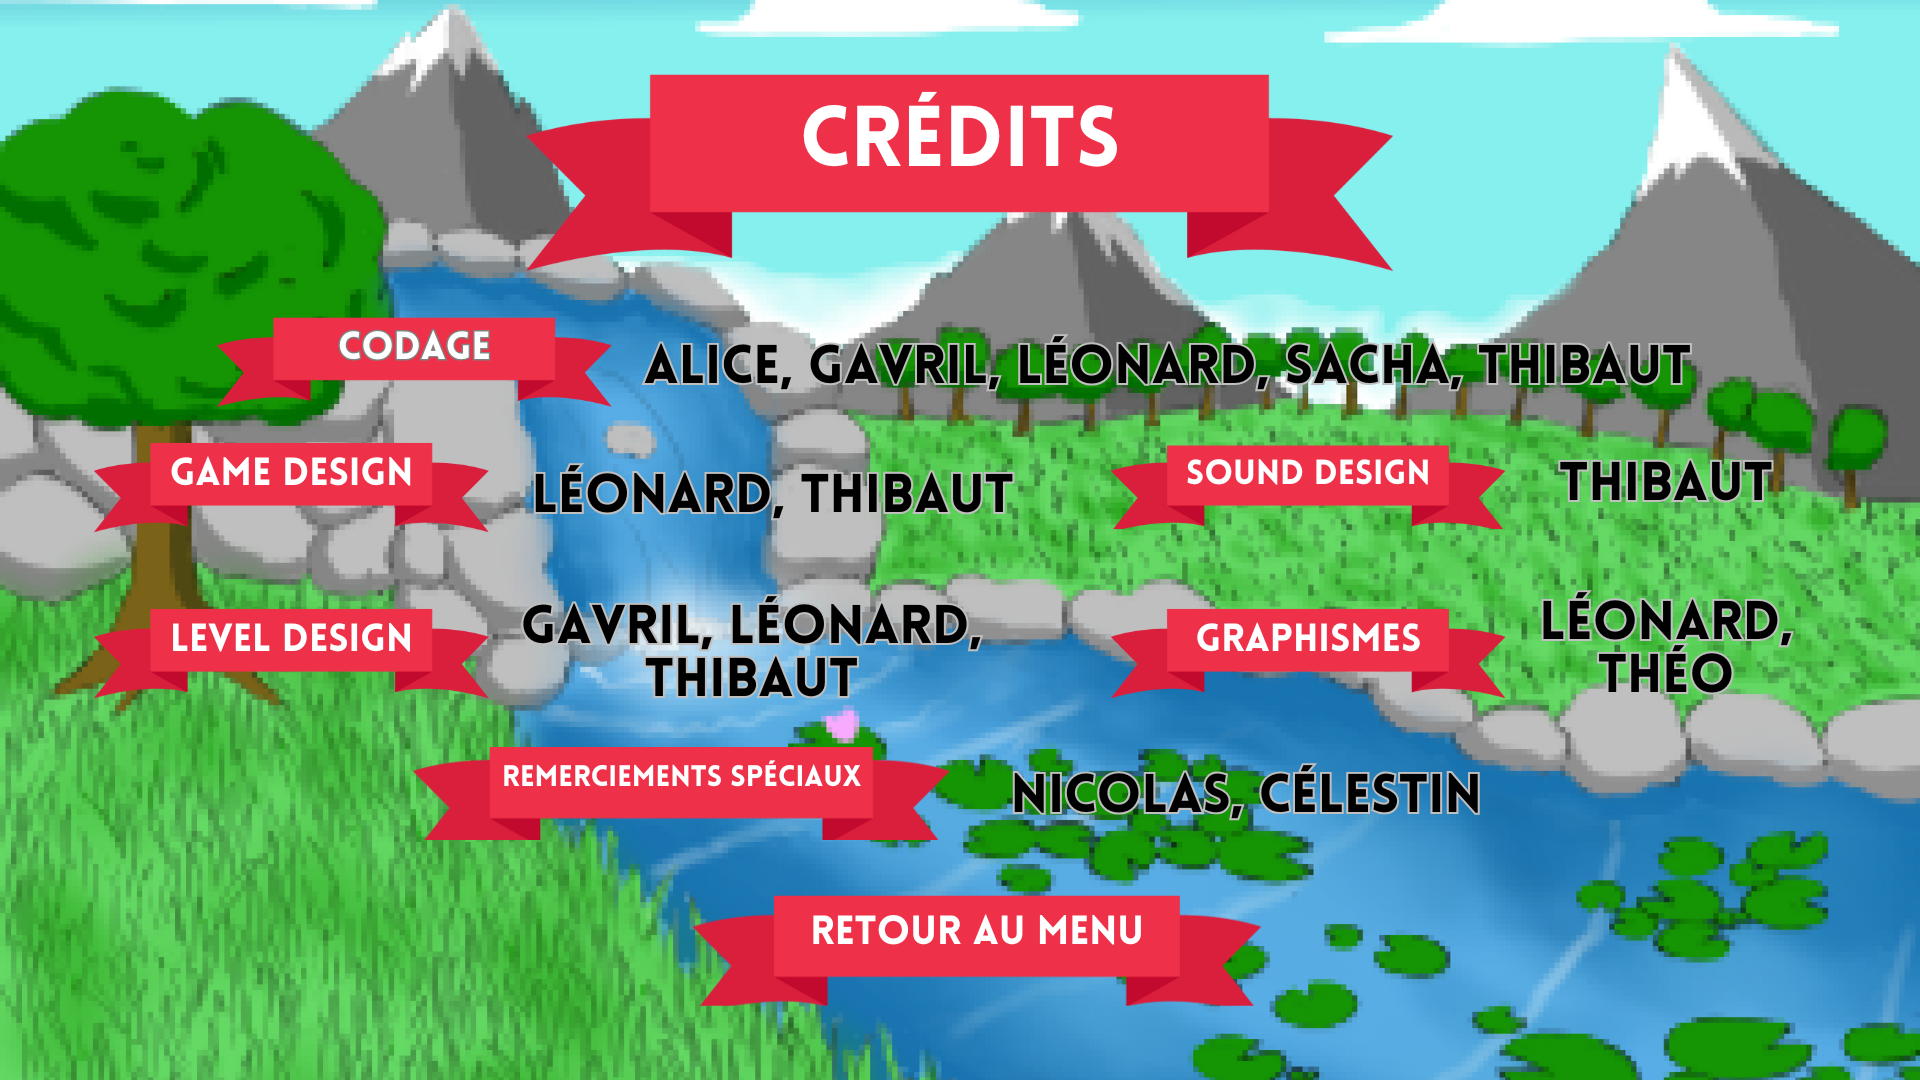 CRÉDITS
CODAGE
ALICE, GAVRIL, LÉONARD, SACHA, THIBAUT
GAME DESIGN
LÉONARD, THIBAUT
SOUND DESIGN
THIBAUT
LEVEL DESIGN
GAVRIL, LÉONARD,
THIBAUT
GRAPHISMES
LÉONARD,
THÉO
REMERCIEMENTS SPÉCIAUX
NICOLAS, CÉLESTIN
RETOUR AU MENU